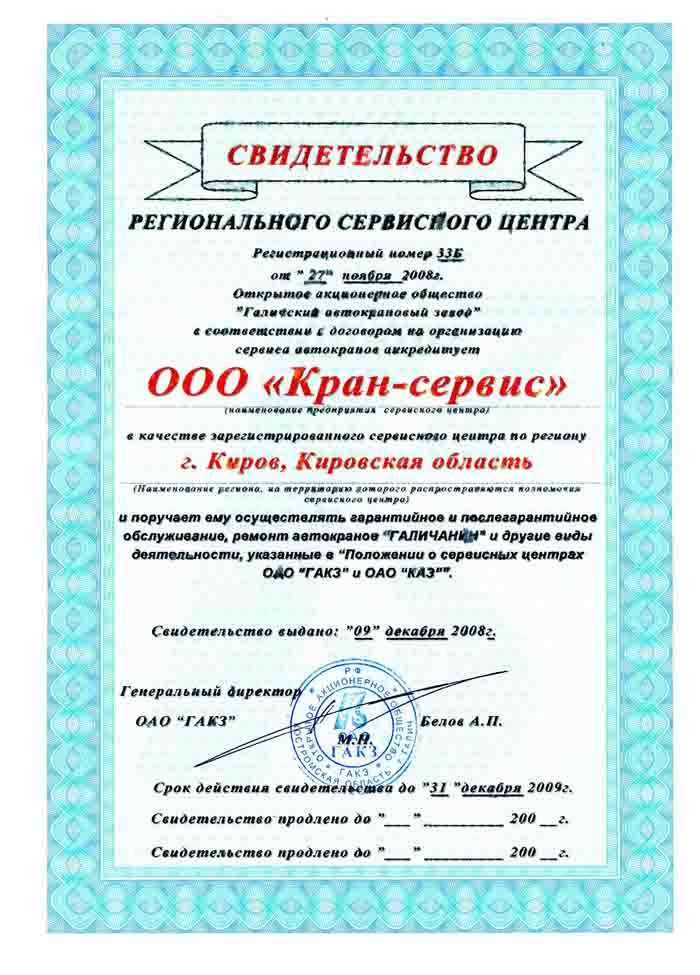 СВИДЕТЕЛЬСТВО
РЕГИОНАЛЬНОГО СЕРВИСНОГО ЦЕНТРА
Регистрационный номер 33Б
от "27" ноября 2008г.
Открытое акционерное общество
"Галичский автокрановый завод"
в соответствии с договором на организацию
сервиса автокранов аккредитует
ООО «Кран-сервис»
(наименование предприятия сервисного центра)
в качестве зарегистрированного сервисного центра по региону
г. Киров, Кировская область
(Наименование региона, на территорию которого распространяются полномочия
сервисного центра)
и поручает ему осуществлять гарантийное и послегарантийное
обслуживание, ремонт автокранов "ГАЛИЧАНИН" и другие виды
деятельности, указанные в "Положении о сервисных центрах
ОАО "ГАКЗ" и ОАО "КАЗ"".
Свидетельство выдано: "09" декабря 2008г.
Генеральный директор
ОАО "ГАКЗ"
Белов А.П.
М.П.
РФ
ОТКРЫТОЕ АКЦИОНЕРНОЕ ОБЩЕСТВО
ГАКЗ
ГАКЗ
КОСТРОМСКАЯ ОБЛАСТЬ, Г. ГАЛИЧ
Срок действия свидетельства до "31 "декабря 2009г.
Свидетельство продлено до "___" __________ 200 __г.
Свидетельство продлено до "___" __________ 200 __г.